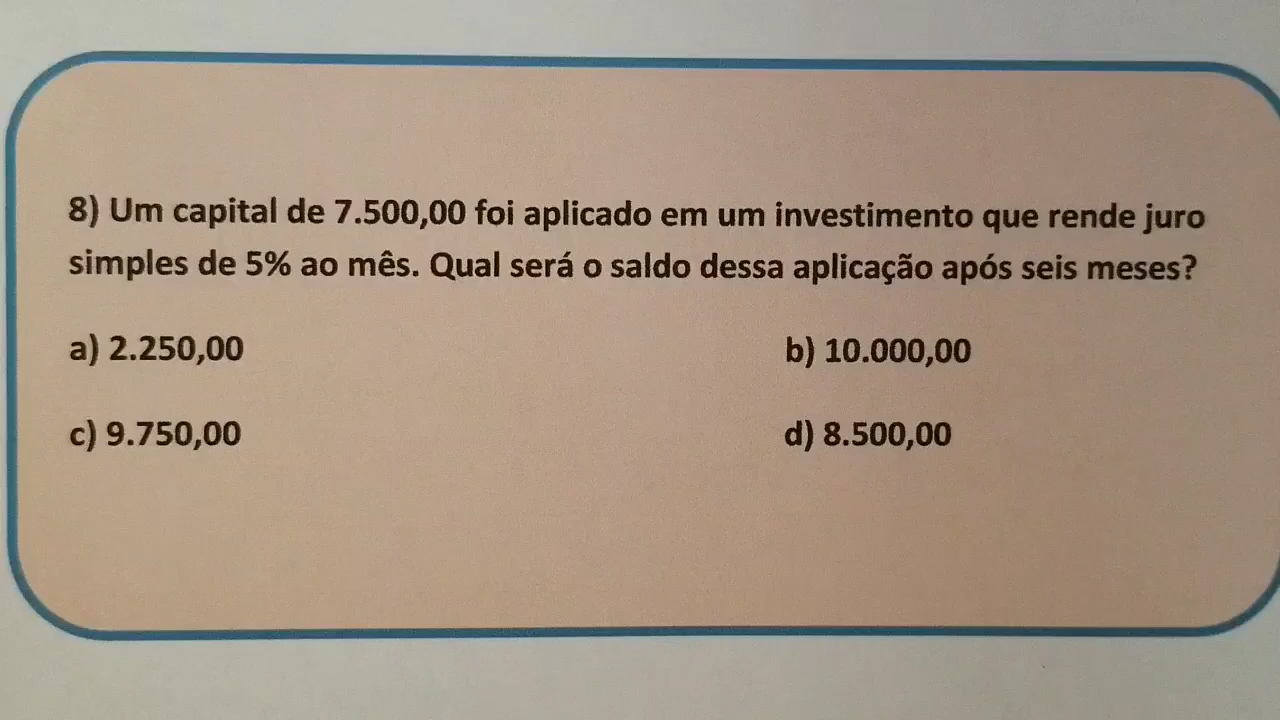 8) Um capital de 7.500,00 foi aplicado em um investimento que rende juro
simples de 5% ao mês. Qual será o saldo dessa aplicação após seis meses?
a) 2.250,00 b) 10.000,00
c) 9.750,00 d) 8.500,00